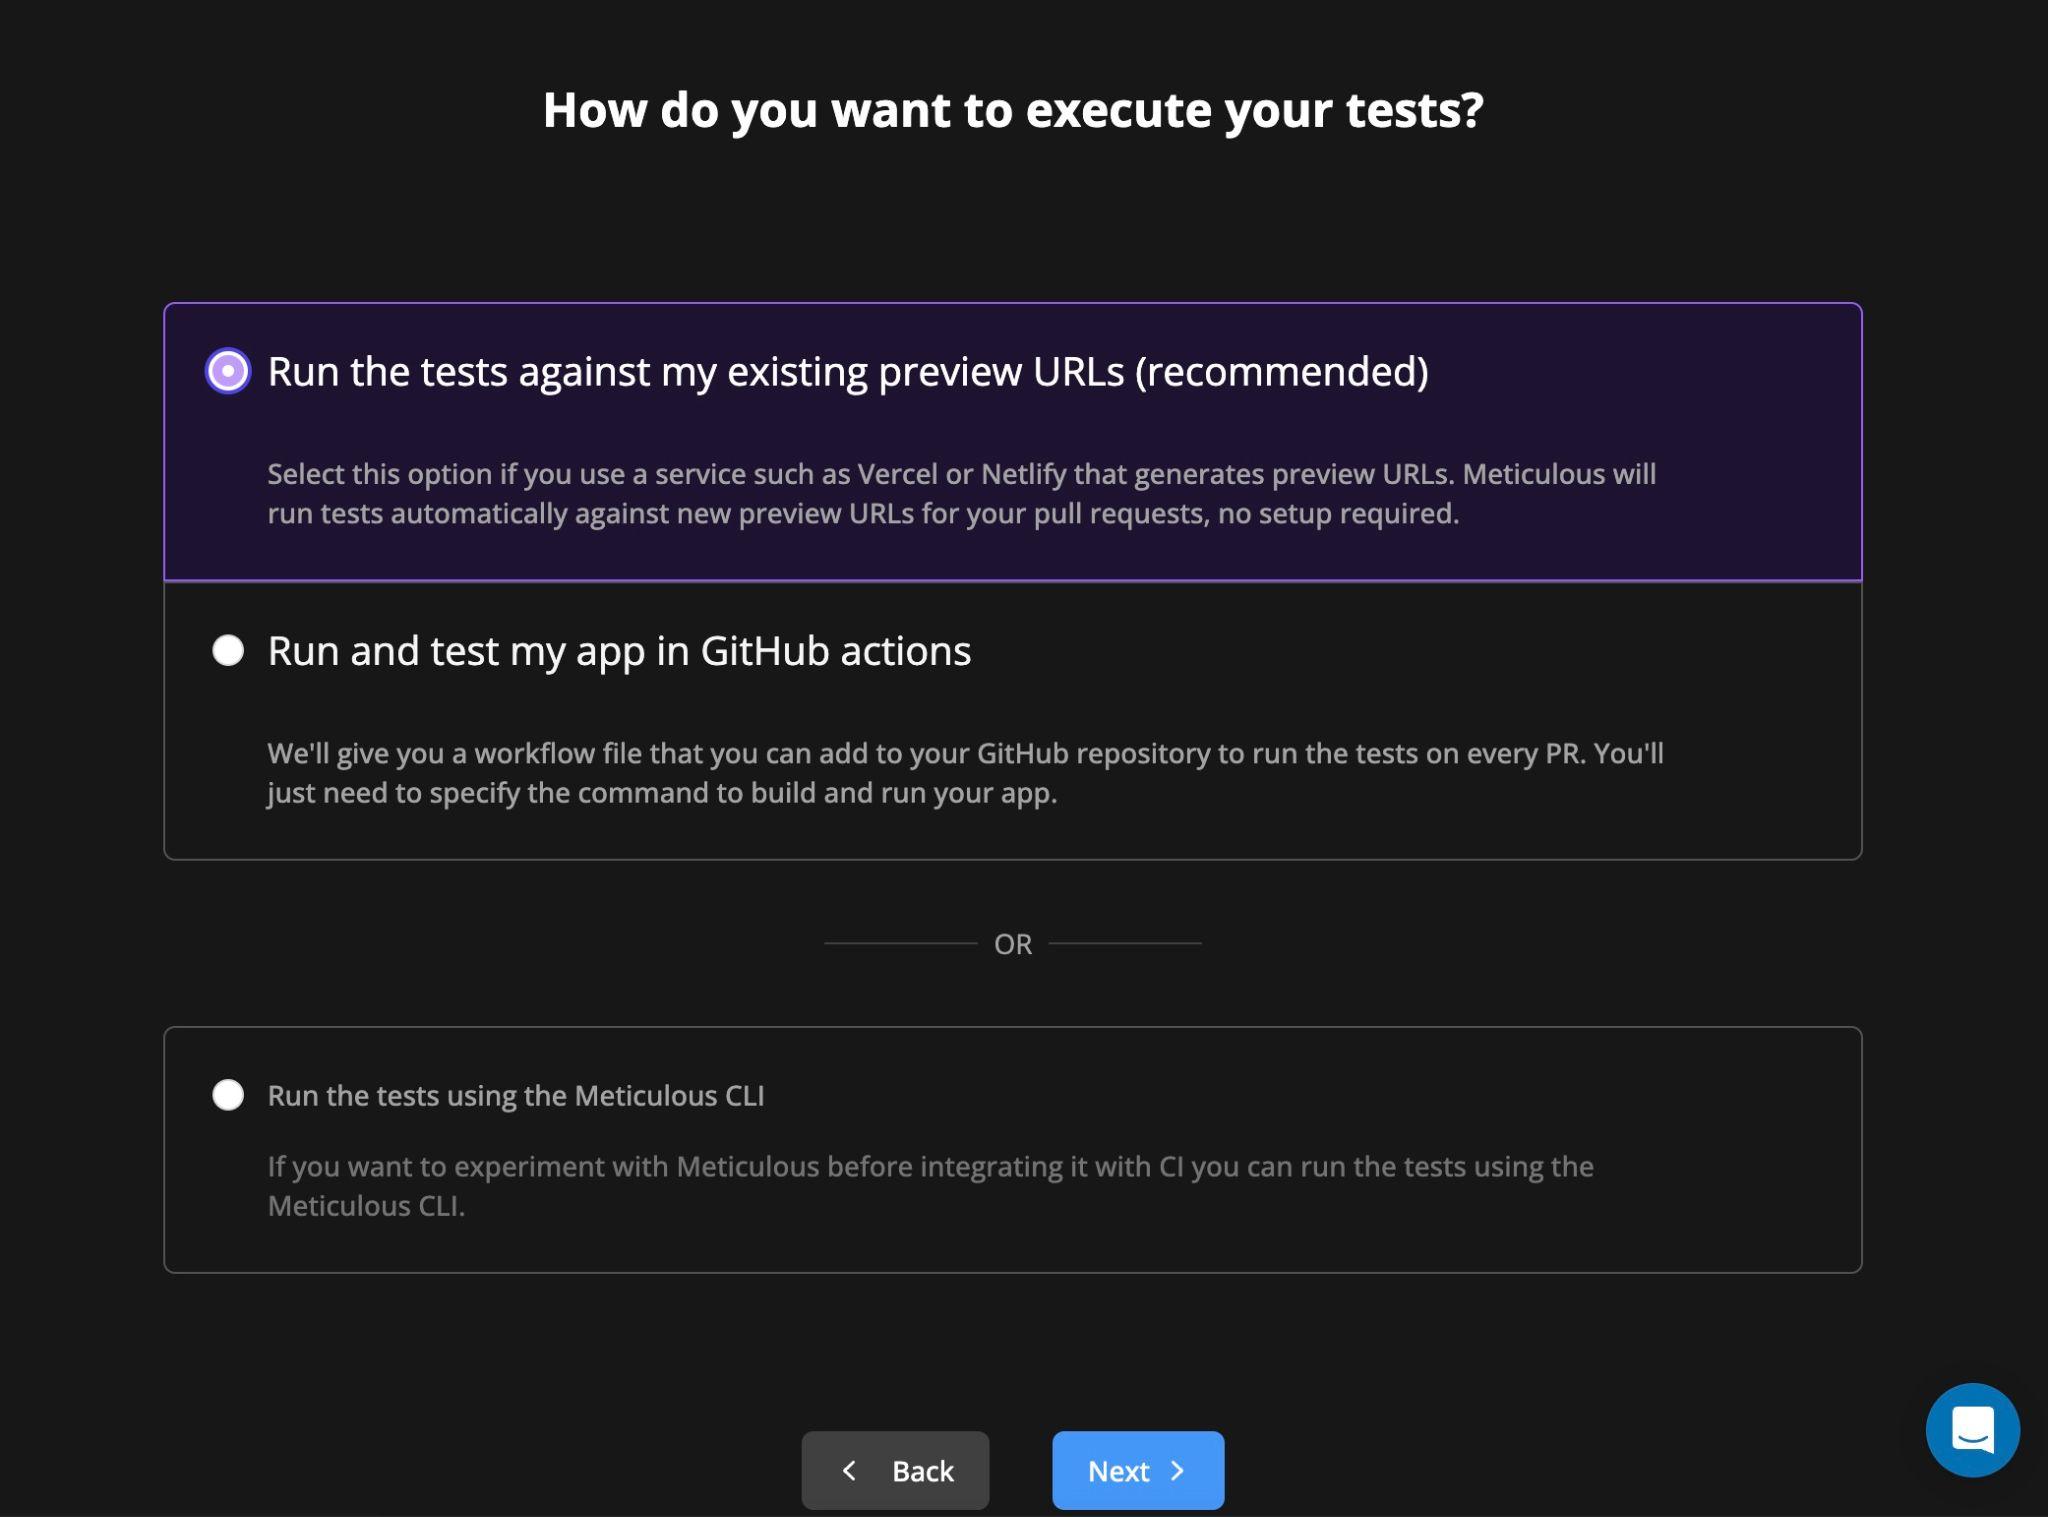 How do you want to execute your tests?
Run the tests against my existing preview URLs (recommended)
Select this option if you use a service such as Vercel or Netlify that generates preview URLs. Meticulous will
run tests automatically against new preview URLs for your pull requests, no setup required.
Run and test my app in GitHub actions
We'll give you a workflow file that you can add to your GitHub repository to run the tests on every PR. You'll
just need to specify the command to build and run your app.
OR
Run the tests using the Meticulous CLI
If you want to experiment with Meticulous before integrating it with CI you can run the tests using the
Meticulous CLI.
Back
Next